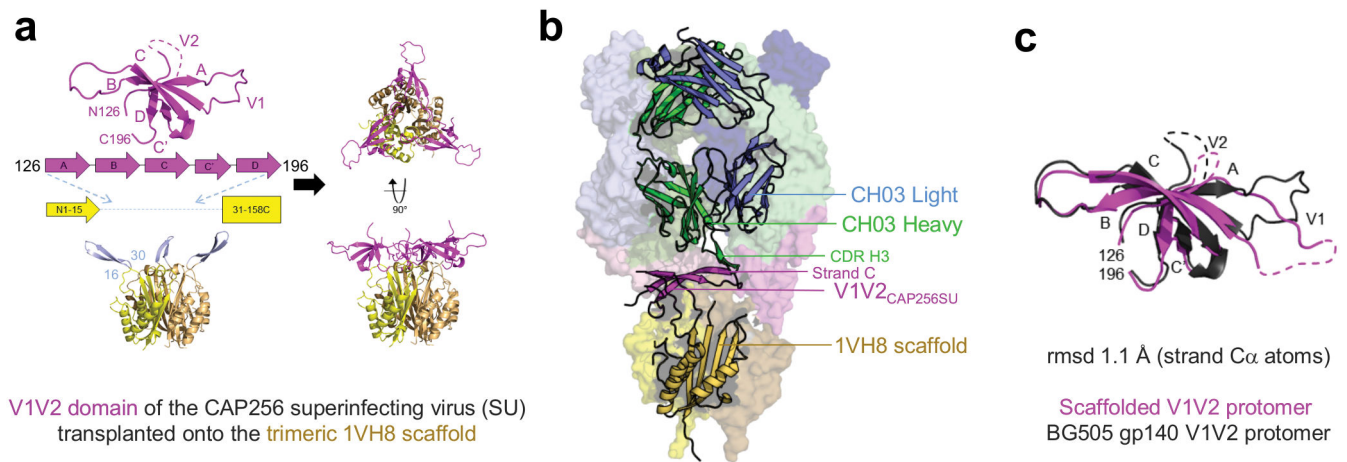 a
V2
C
A
B
V1
N126
D
C196
C'
126
A
B
C
C'
D
196
N1-15
31-158C
90°
30
16
V1V2 domain of the CAP256 superinfecting virus (SU)
transplanted onto the trimeric 1VH8 scaffold
b
CH03 Light
CH03 Heavy
CDR H3
Strand C
V1V2CAP256SU
1VH8 scaffold
c
V2
C
A
B
D
V1
126
196
C'
rmsd 1.1 Å (strand Cα atoms)
Scaffolded V1V2 protomer
BG505 gp140 V1V2 protomer